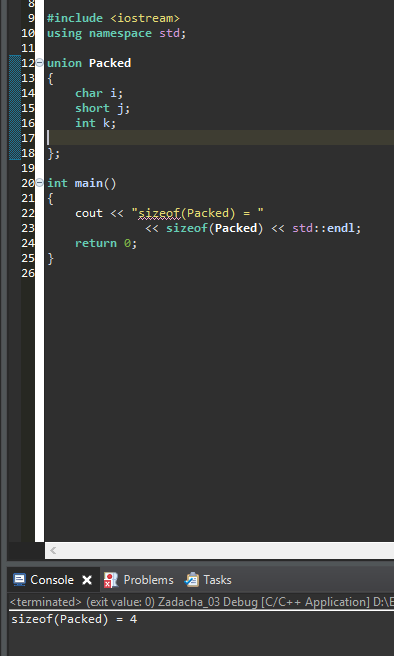 8
9 #include <iostream>
10 using namespace std;
11
12 union Packed
13 {
14     char i;
15     short j;
16     int k;
17
18 };
19
20 int main()
21 {
22     cout << "sizeof(Packed) = "
23               << sizeof(Packed) << std::endl;
24     return 0;
25 }
26
Console Problems Tasks
<terminated> (exit value: 0) Zadacha_03 Debug [C/C++ Application] D:\E
sizeof(Packed) = 4